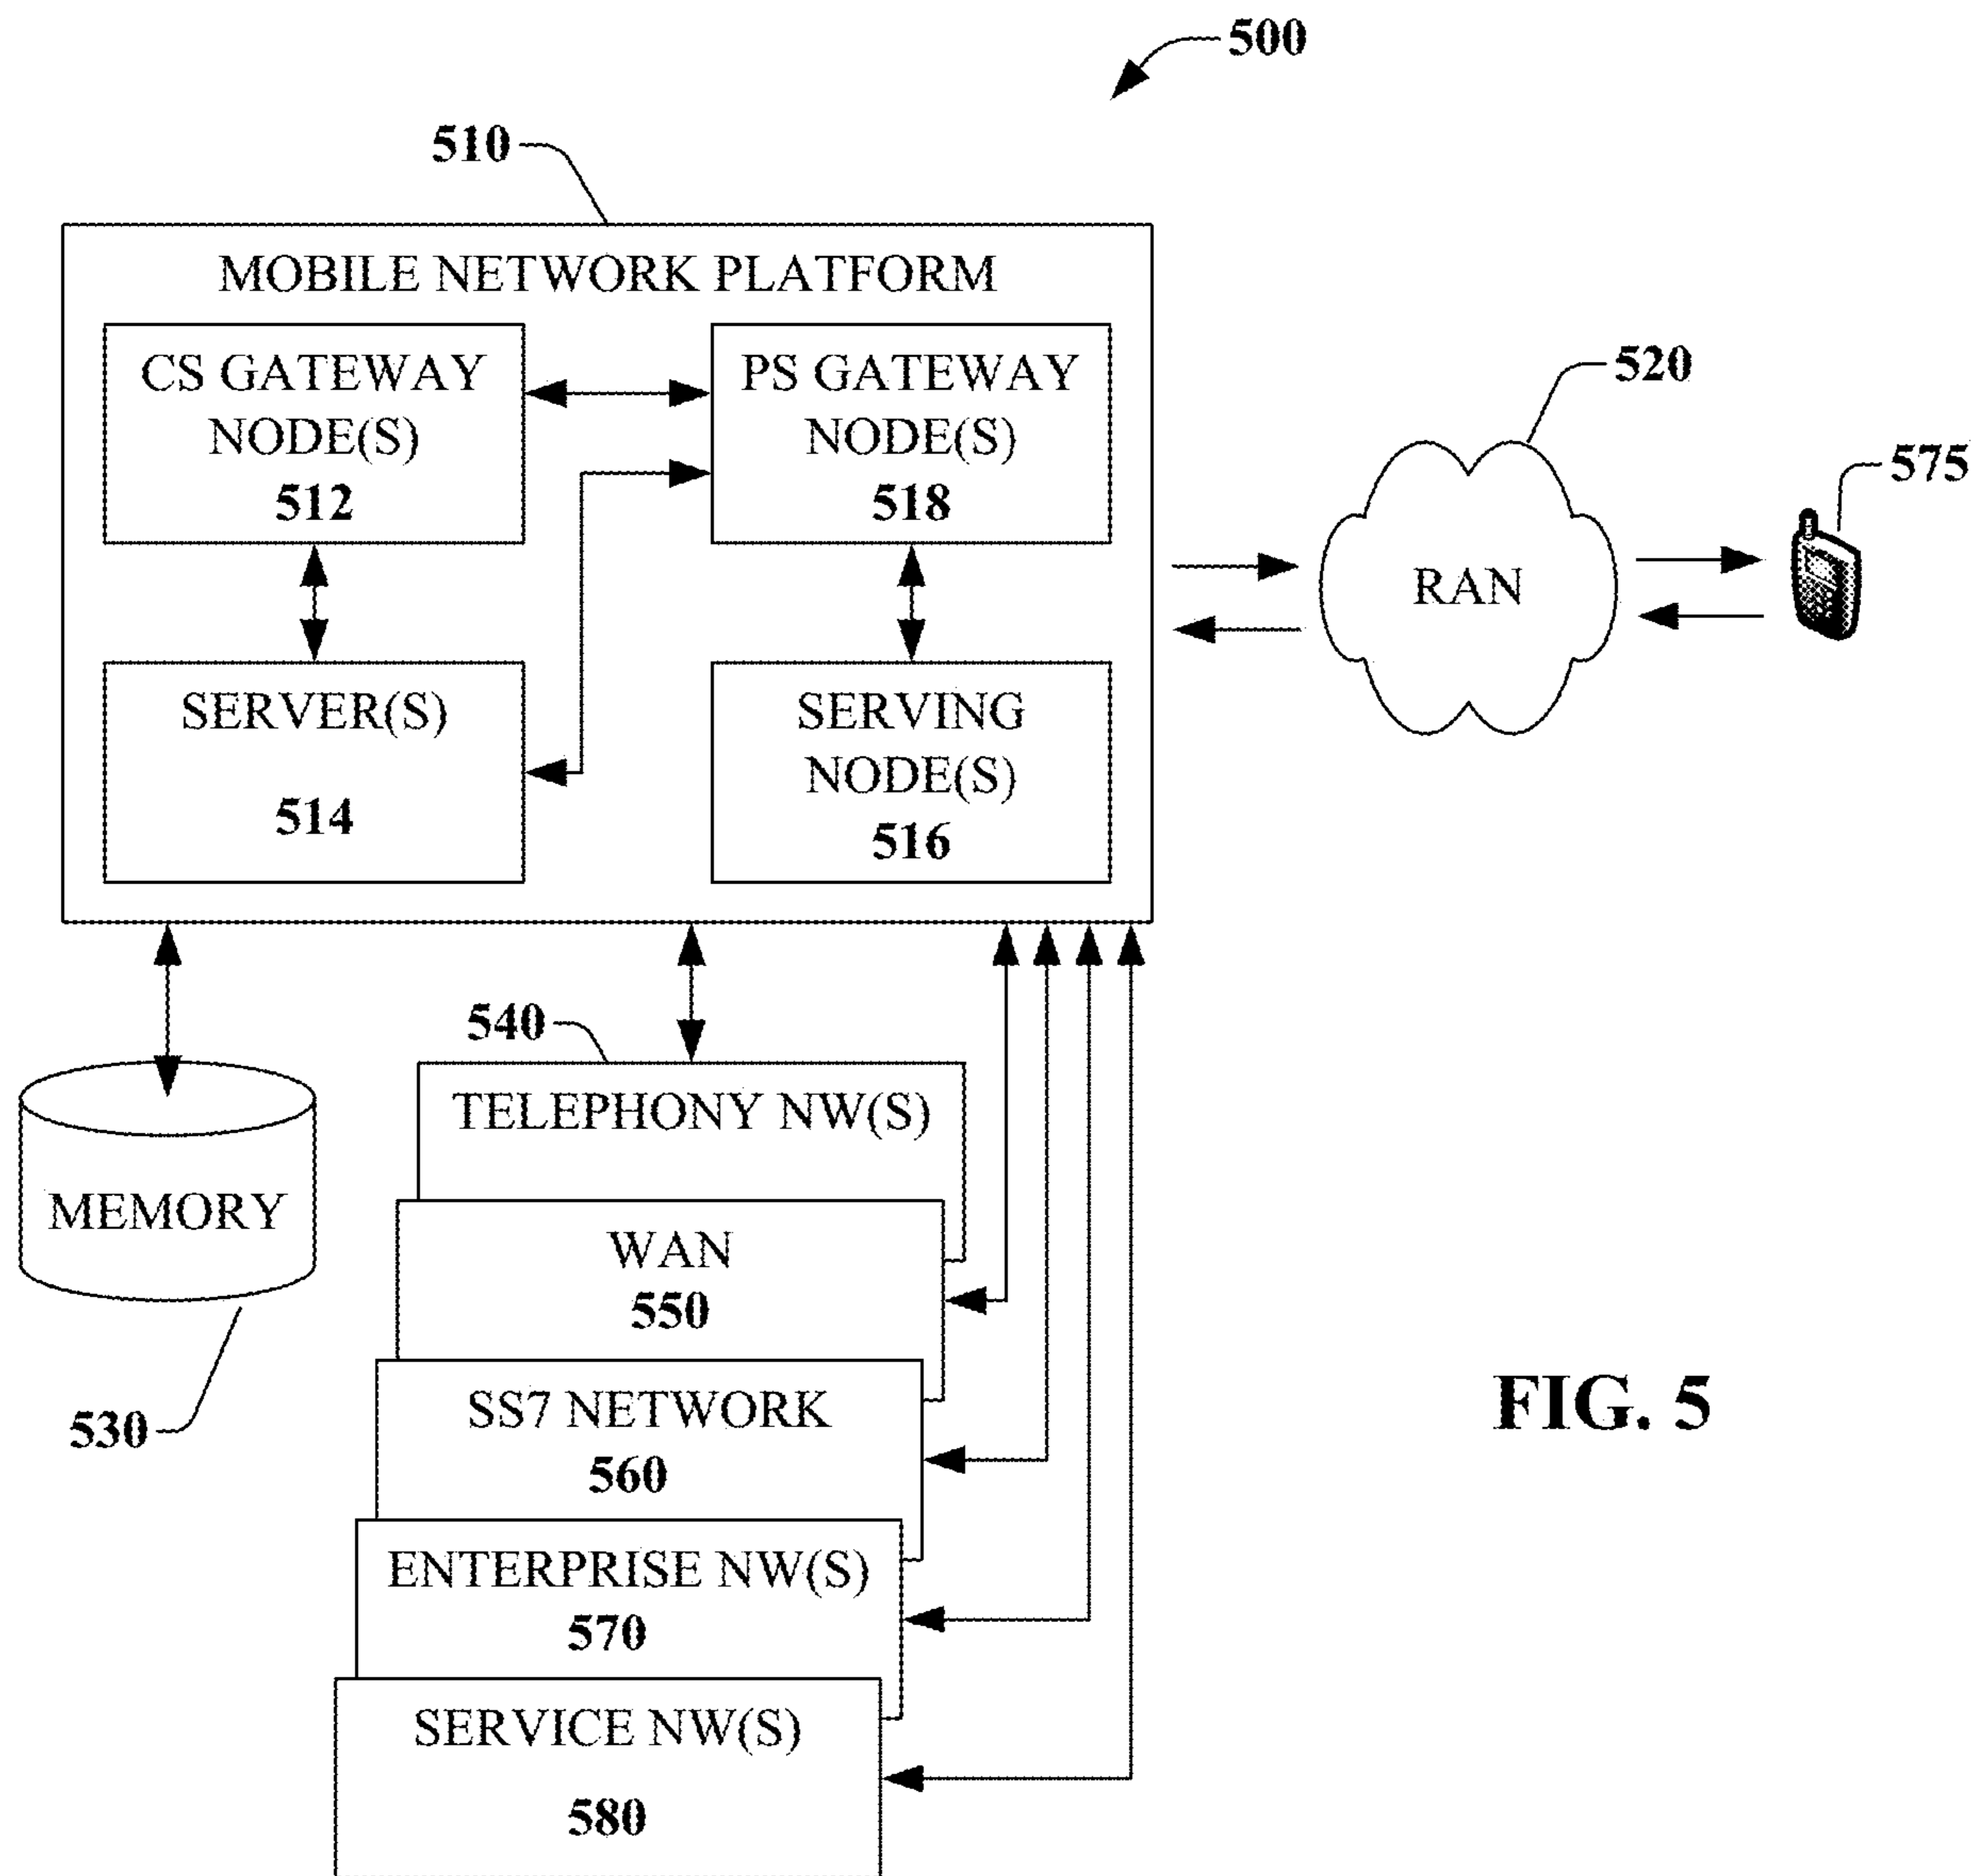 500
510
MOBILE NETWORK PLATFORM
CS GATEWAY
NODE(S)
512
PS GATEWAY
NODE(S)
518
SERVER(S)
514
SERVING
NODE(S)
516
520
RAN
575
540
TELEPHONY NW(S)
MEMORY
530
WAN
550
SS7 NETWORK
560
ENTERPRISE NW(S)
570
SERVICE NW(S)
580
FIG. 5